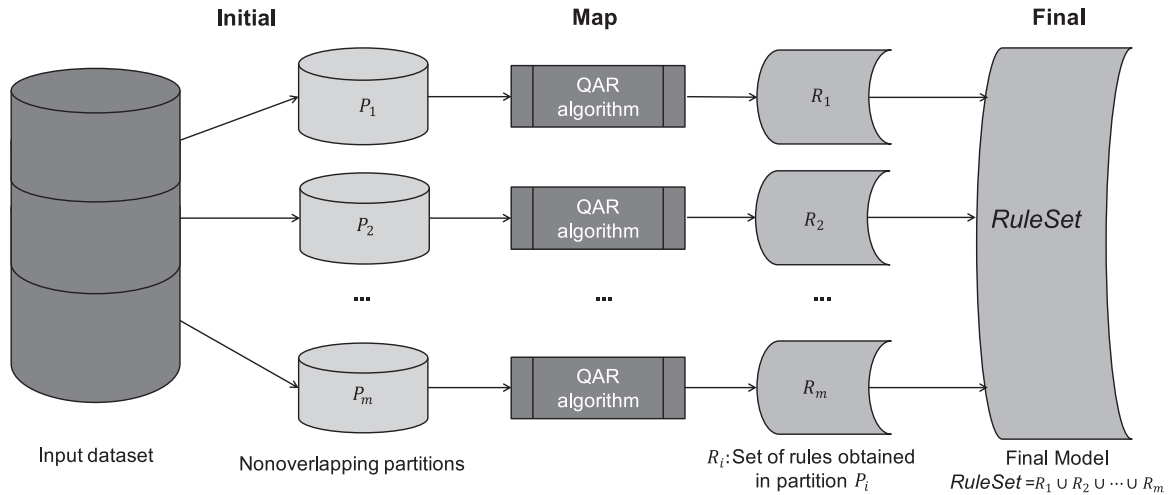 Initial
Map
Final
P₁
QAR
algorithm
R₁
P₂
QAR
algorithm
R₂
RuleSet
...
...
...
Pₘ
QAR
algorithm
Rₘ
Input dataset
Nonoverlapping partitions
Rᵢ:Set of rules obtained
in partition Pᵢ
Final Model
RuleSet =R₁ ∪ R₂ ∪ ⋯ ∪ Rₘ